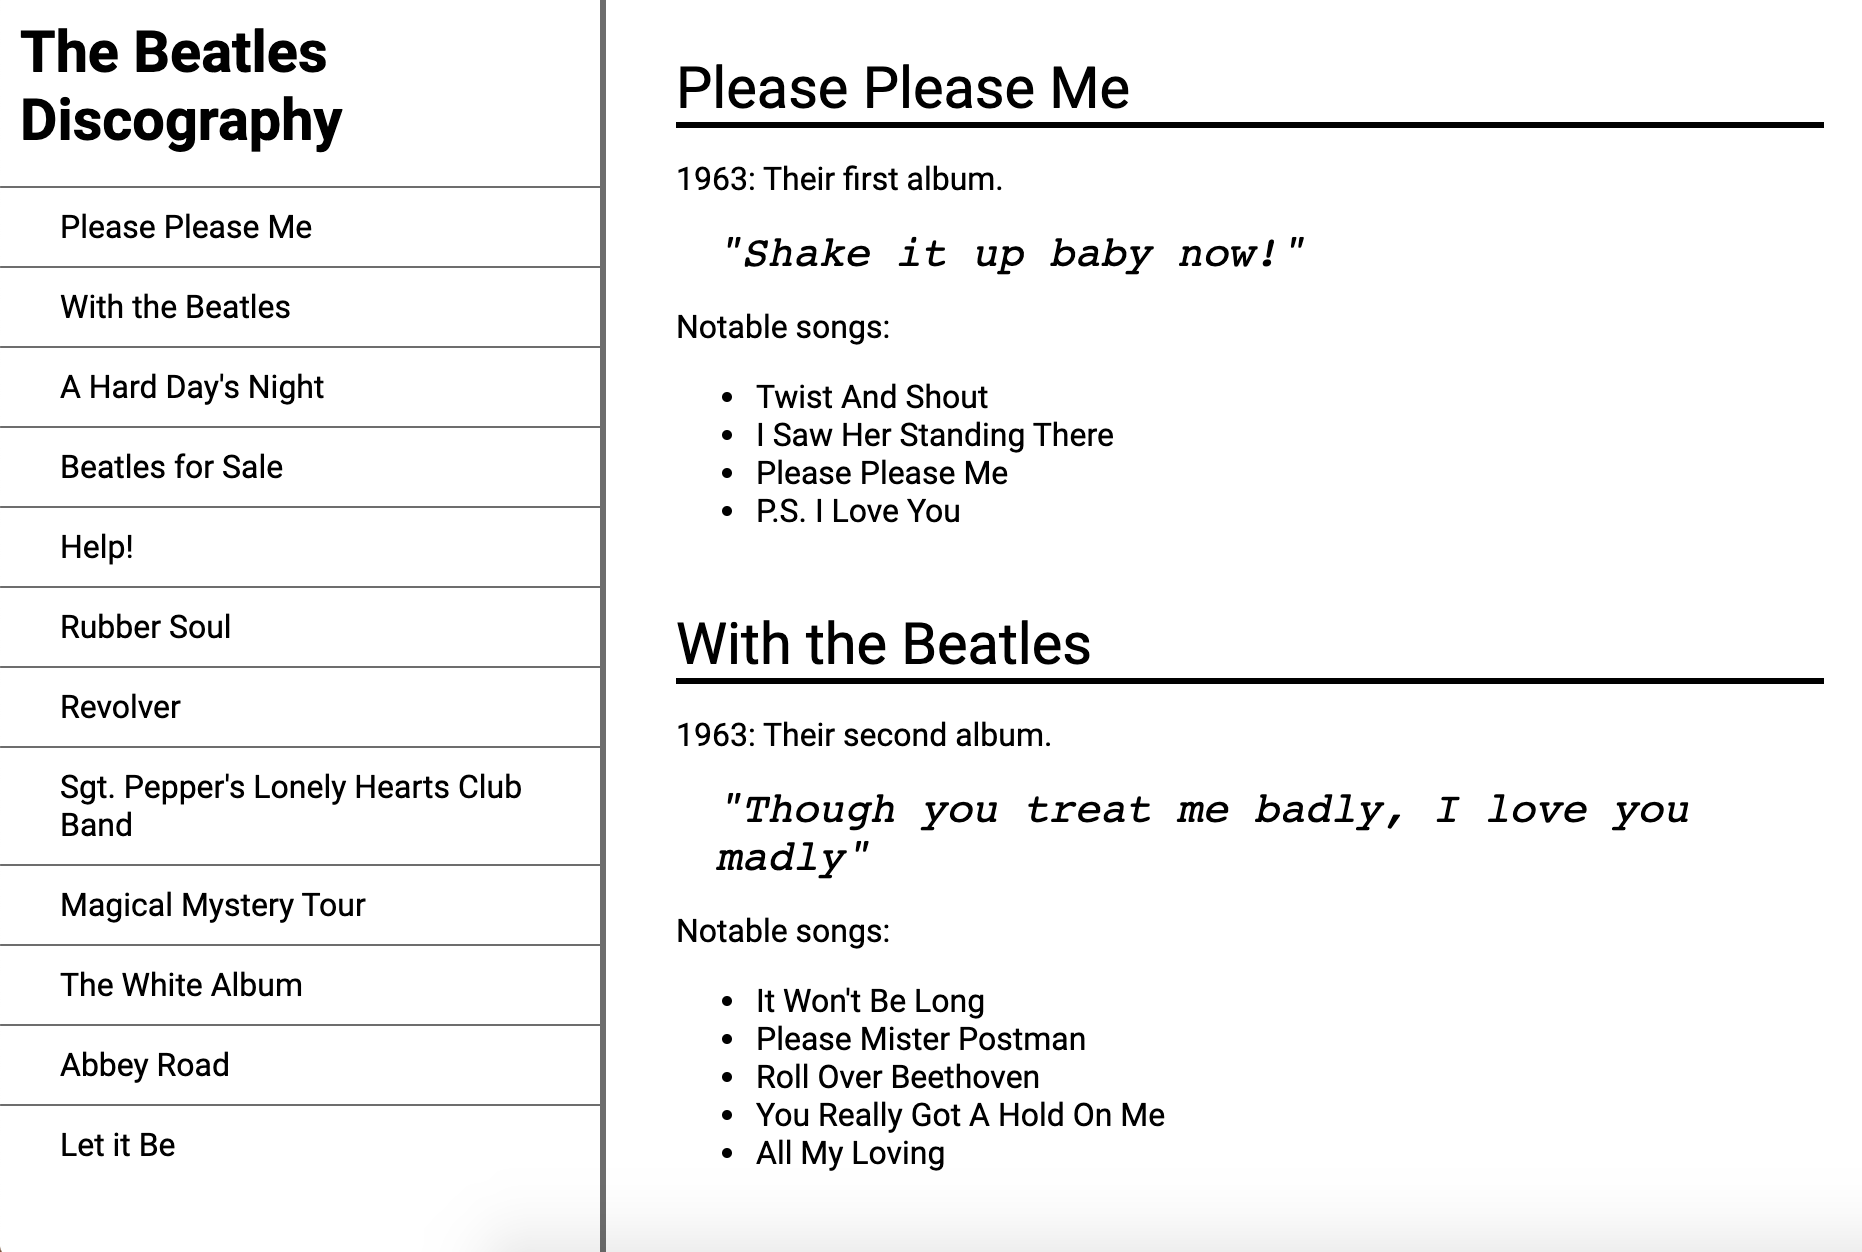 The Beatles
Discography
Please Please Me
With the Beatles
A Hard Day's Night
Beatles for Sale
Help!
Rubber Soul
Revolver
Sgt. Pepper's Lonely Hearts Club
Band
Magical Mystery Tour
The White Album
Abbey Road
Let it Be
Please Please Me
1963: Their first album.
"Shake it up baby now!"
Notable songs:
• Twist And Shout
• I Saw Her Standing There
• Please Please Me
• P.S. I Love You
With the Beatles
1963: Their second album.
"Though you treat me badly, I love you
madly"
Notable songs:
• It Won't Be Long
• Please Mister Postman
• Roll Over Beethoven
• You Really Got A Hold On Me
• All My Loving